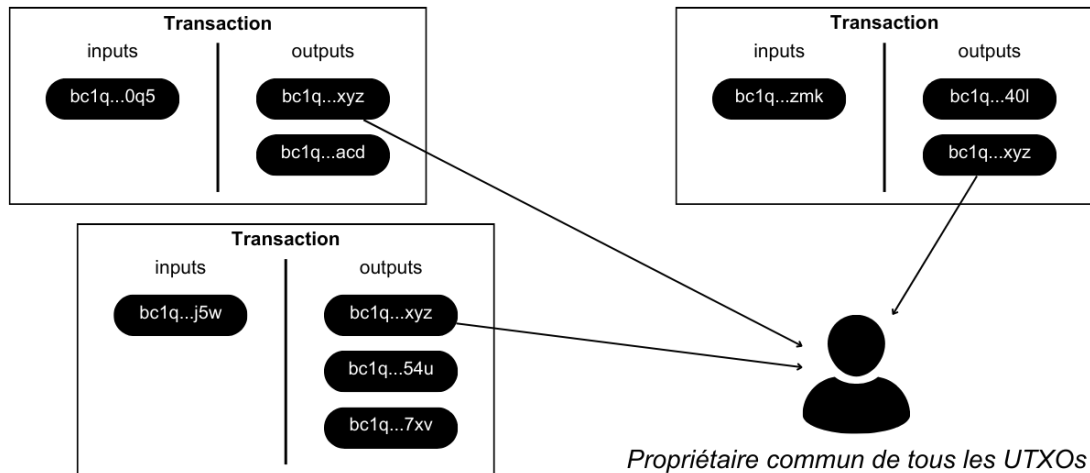 Transaction
inputs
outputs
bc1q...0q5
bc1q...xyz
bc1q...acd
Transaction
inputs
outputs
bc1q...zmk
bc1q...40l
bc1q...xyz
Transaction
inputs
outputs
bc1q...j5w
bc1q...xyz
bc1q...54u
bc1q...7xv
Propriétaire commun de tous les UTXOs